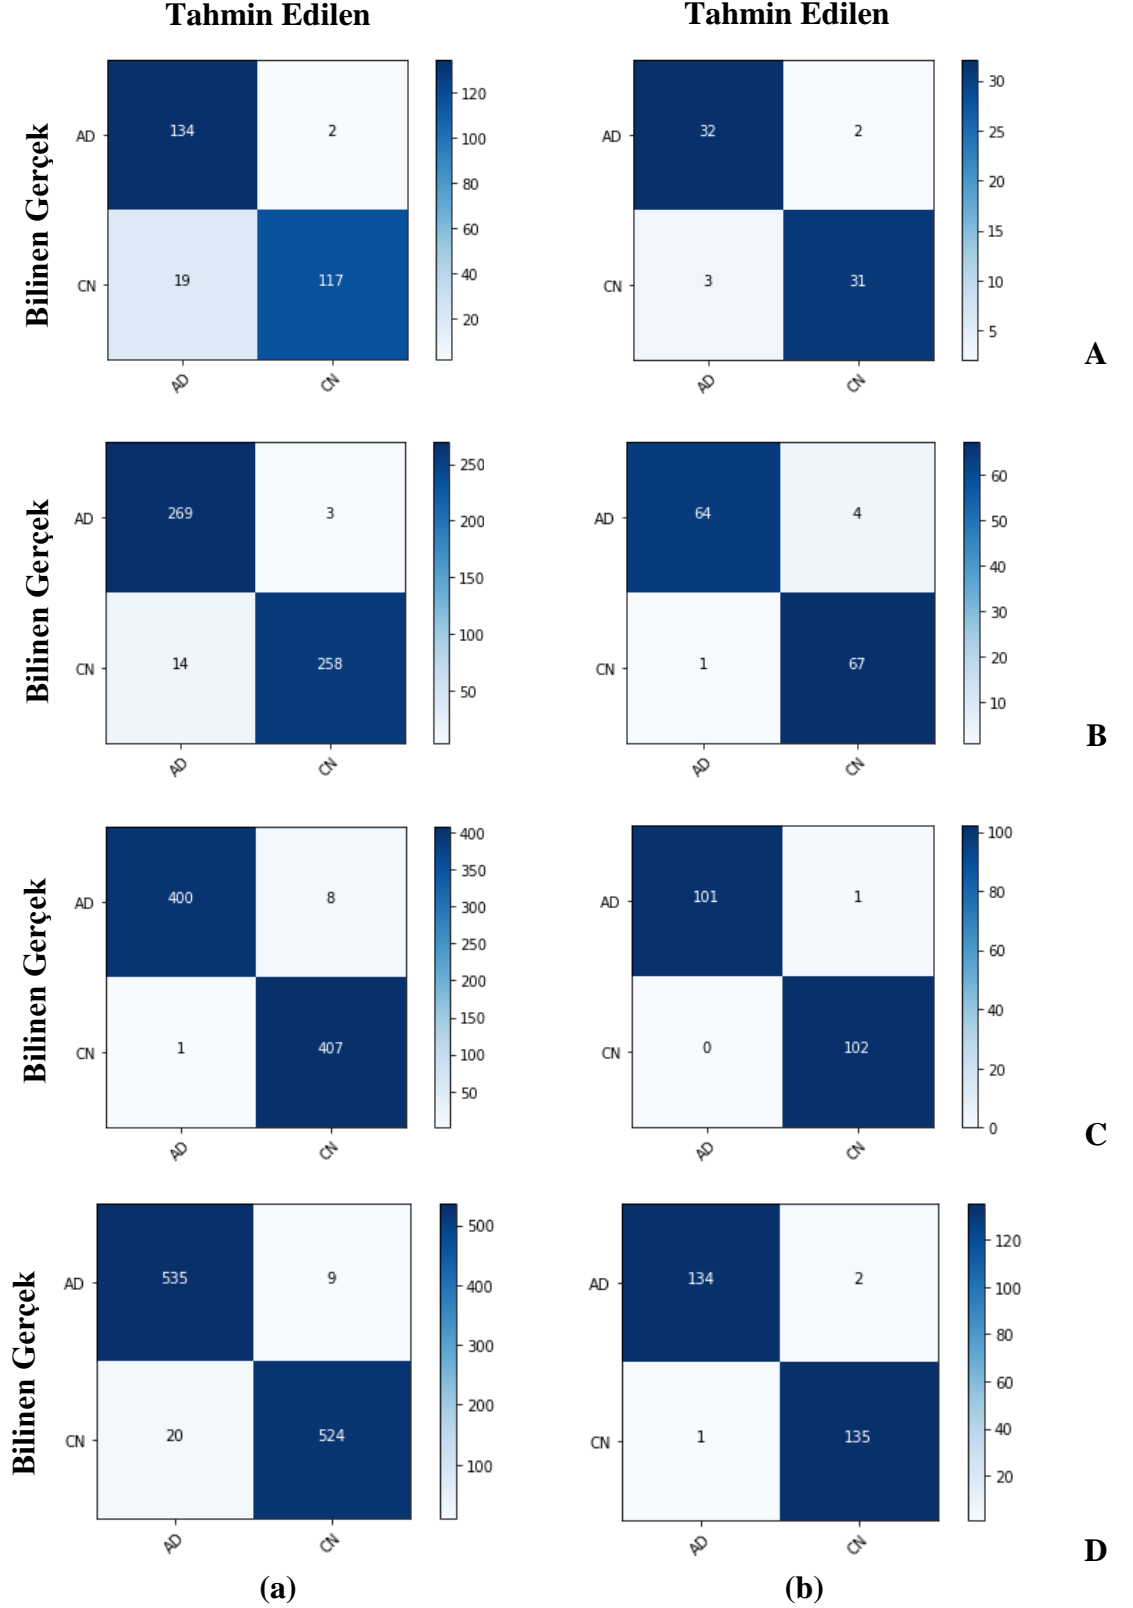 Tahmin Edilen Tahmin Edilen
Bilinen Gerçek
AD 134 2
CN 19 117
AD CN
120
100
80
60
40
20
AD 32 2
CN 3 31
AD CN
30
25
20
15
10
5
A
Bilinen Gerçek
AD 269 3
CN 14 258
AD CN
250
200
150
100
50
AD 64 4
CN 1 67
AD CN
60
50
40
30
20
10
B
Bilinen Gerçek
AD 400 8
CN 1 407
AD CN
400
350
300
250
200
150
100
50
AD 101 1
CN 0 102
AD CN
100
80
60
40
20
0
C
Bilinen Gerçek
AD 535 9
CN 20 524
AD CN
500
400
300
200
100
AD 134 2
CN 1 135
AD CN
120
100
80
60
40
20
D
(a) (b)